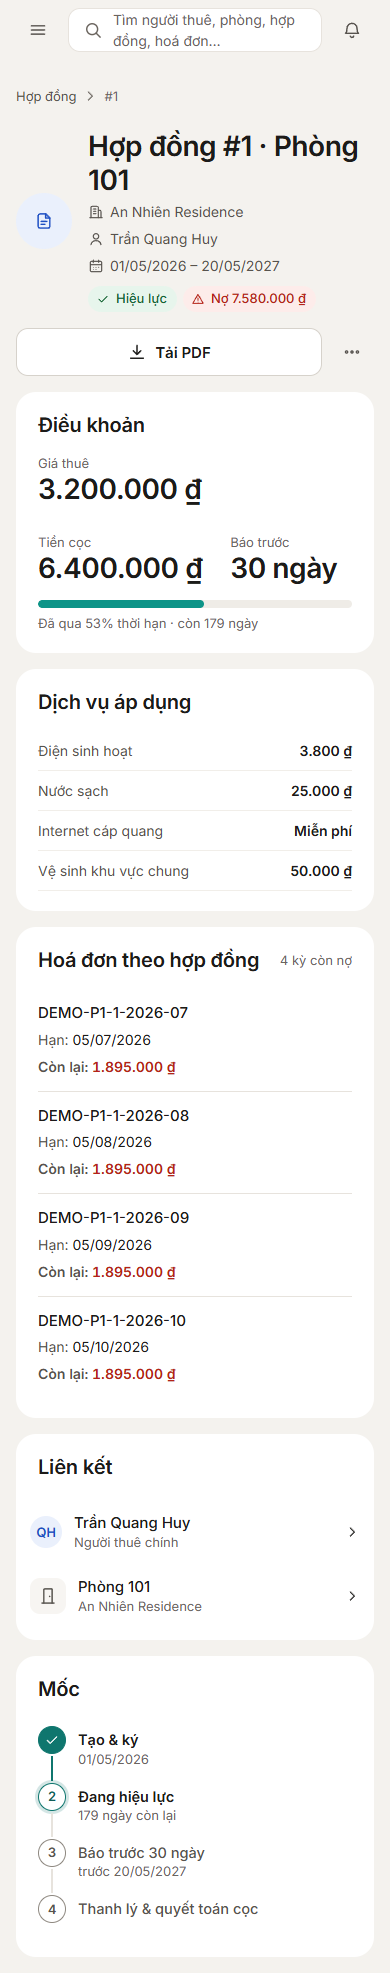 Tìm người thuê, phòng, hợp
đồng, hoá đơn...
Hợp đồng > #1
Hợp đồng #1 · Phòng
101
An Nhiên Residence
Trần Quang Huy
01/05/2026 – 20/05/2027
Hiệu lực
Nợ 7.580.000 ₫
Tải PDF
Điều khoản
Giá thuê
3.200.000 ₫
Tiền cọc
Báo trước
6.400.000 ₫
30 ngày
Đã qua 53% thời hạn · còn 179 ngày
Dịch vụ áp dụng
Điện sinh hoạt 3.800 ₫
Nước sạch 25.000 ₫
Internet cáp quang Miễn phí
Vệ sinh khu vực chung 50.000 ₫
Hoá đơn theo hợp đồng 4 kỳ còn nợ
DEMO-P1-1-2026-07
Hạn: 05/07/2026
Còn lại: 1.895.000 ₫
DEMO-P1-1-2026-08
Hạn: 05/08/2026
Còn lại: 1.895.000 ₫
DEMO-P1-1-2026-09
Hạn: 05/09/2026
Còn lại: 1.895.000 ₫
DEMO-P1-1-2026-10
Hạn: 05/10/2026
Còn lại: 1.895.000 ₫
Liên kết
QH
Trần Quang Huy
Người thuê chính
Phòng 101
An Nhiên Residence
Mốc
Tạo & ký
01/05/2026
2 Đang hiệu lực
179 ngày còn lại
3 Báo trước 30 ngày
trước 20/05/2027
4 Thanh lý & quyết toán cọc